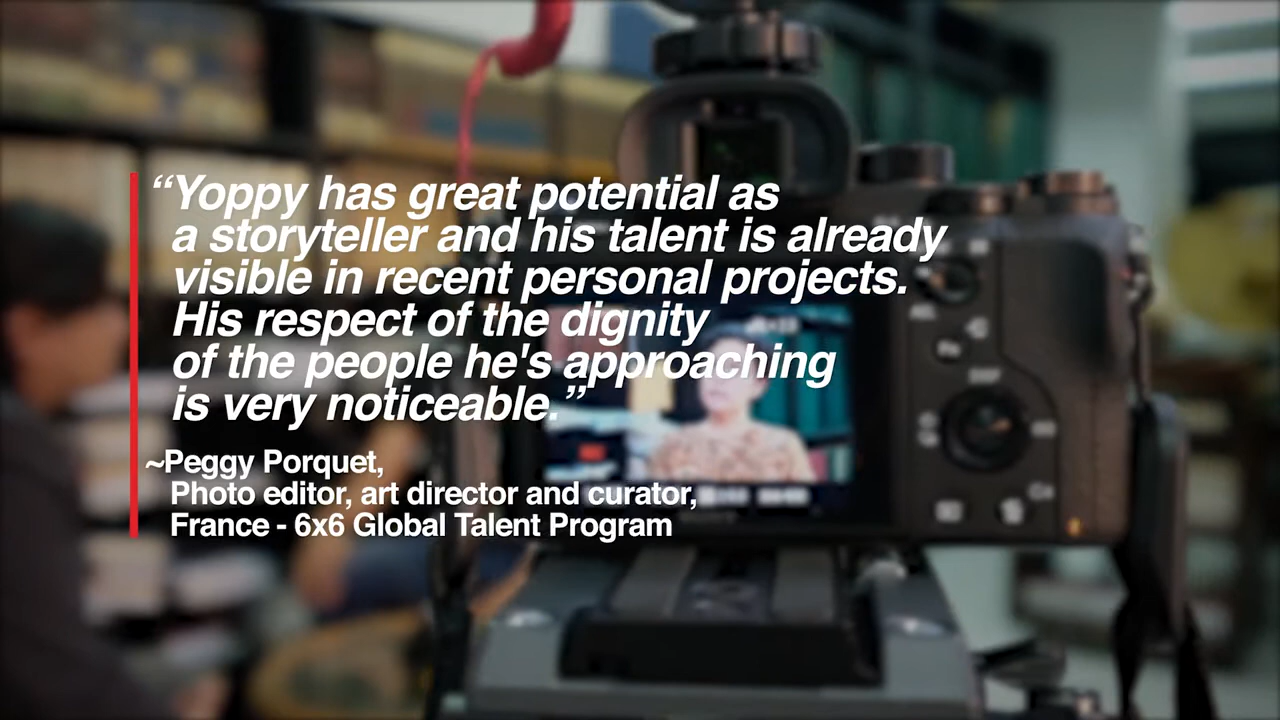 “Yoppy has great potential as
a storyteller and his talent is already
visible in recent personal projects.
His respect of the dignity
of the people he's approaching
is very noticeable.”
~Peggy Porquet,
Photo editor, art director and curator,
France - 6x6 Global Talent Program